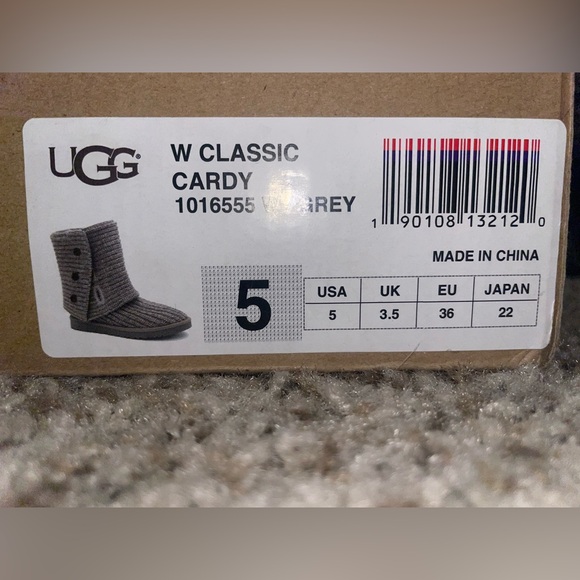 UGG®
W CLASSIC
CARDY
1016555 W GREY
1 90108 13212 0
MADE IN CHINA
5
USA UK EU JAPAN
5 3.5 36 22